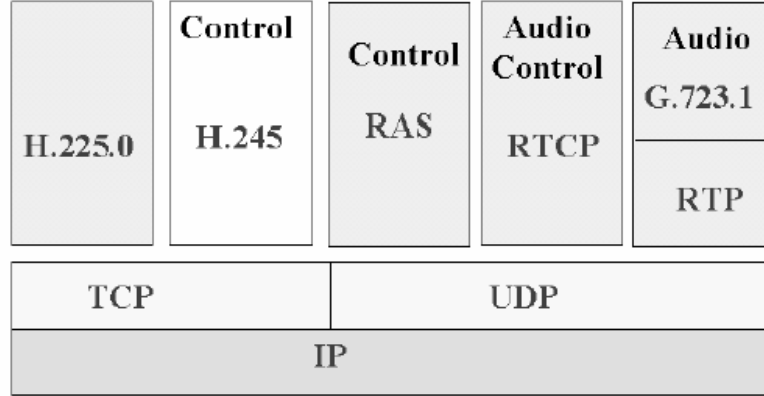 H.225.0
Control
H.245
Control
RAS
Audio
Control
RTCP
Audio
G.723.1
RTP
TCP
UDP
IP